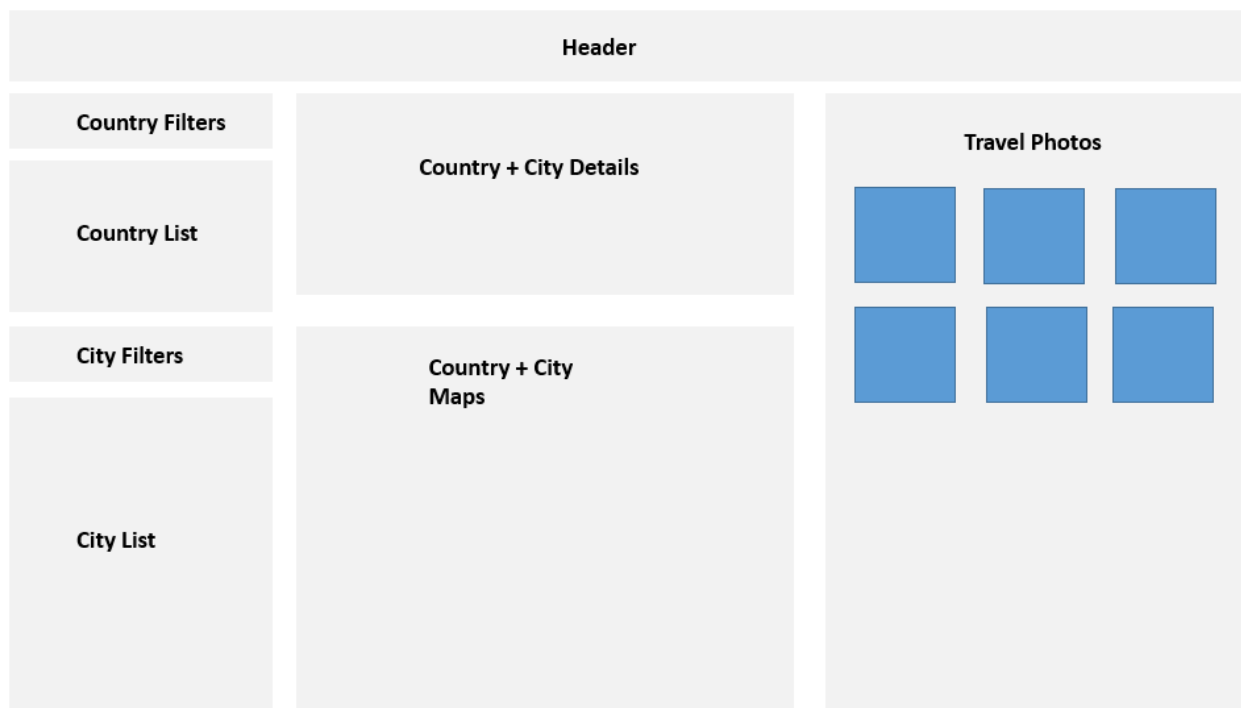 Header
Country Filters
Country List
City Filters
City List
Country + City Details
Country + City
Maps
Travel Photos